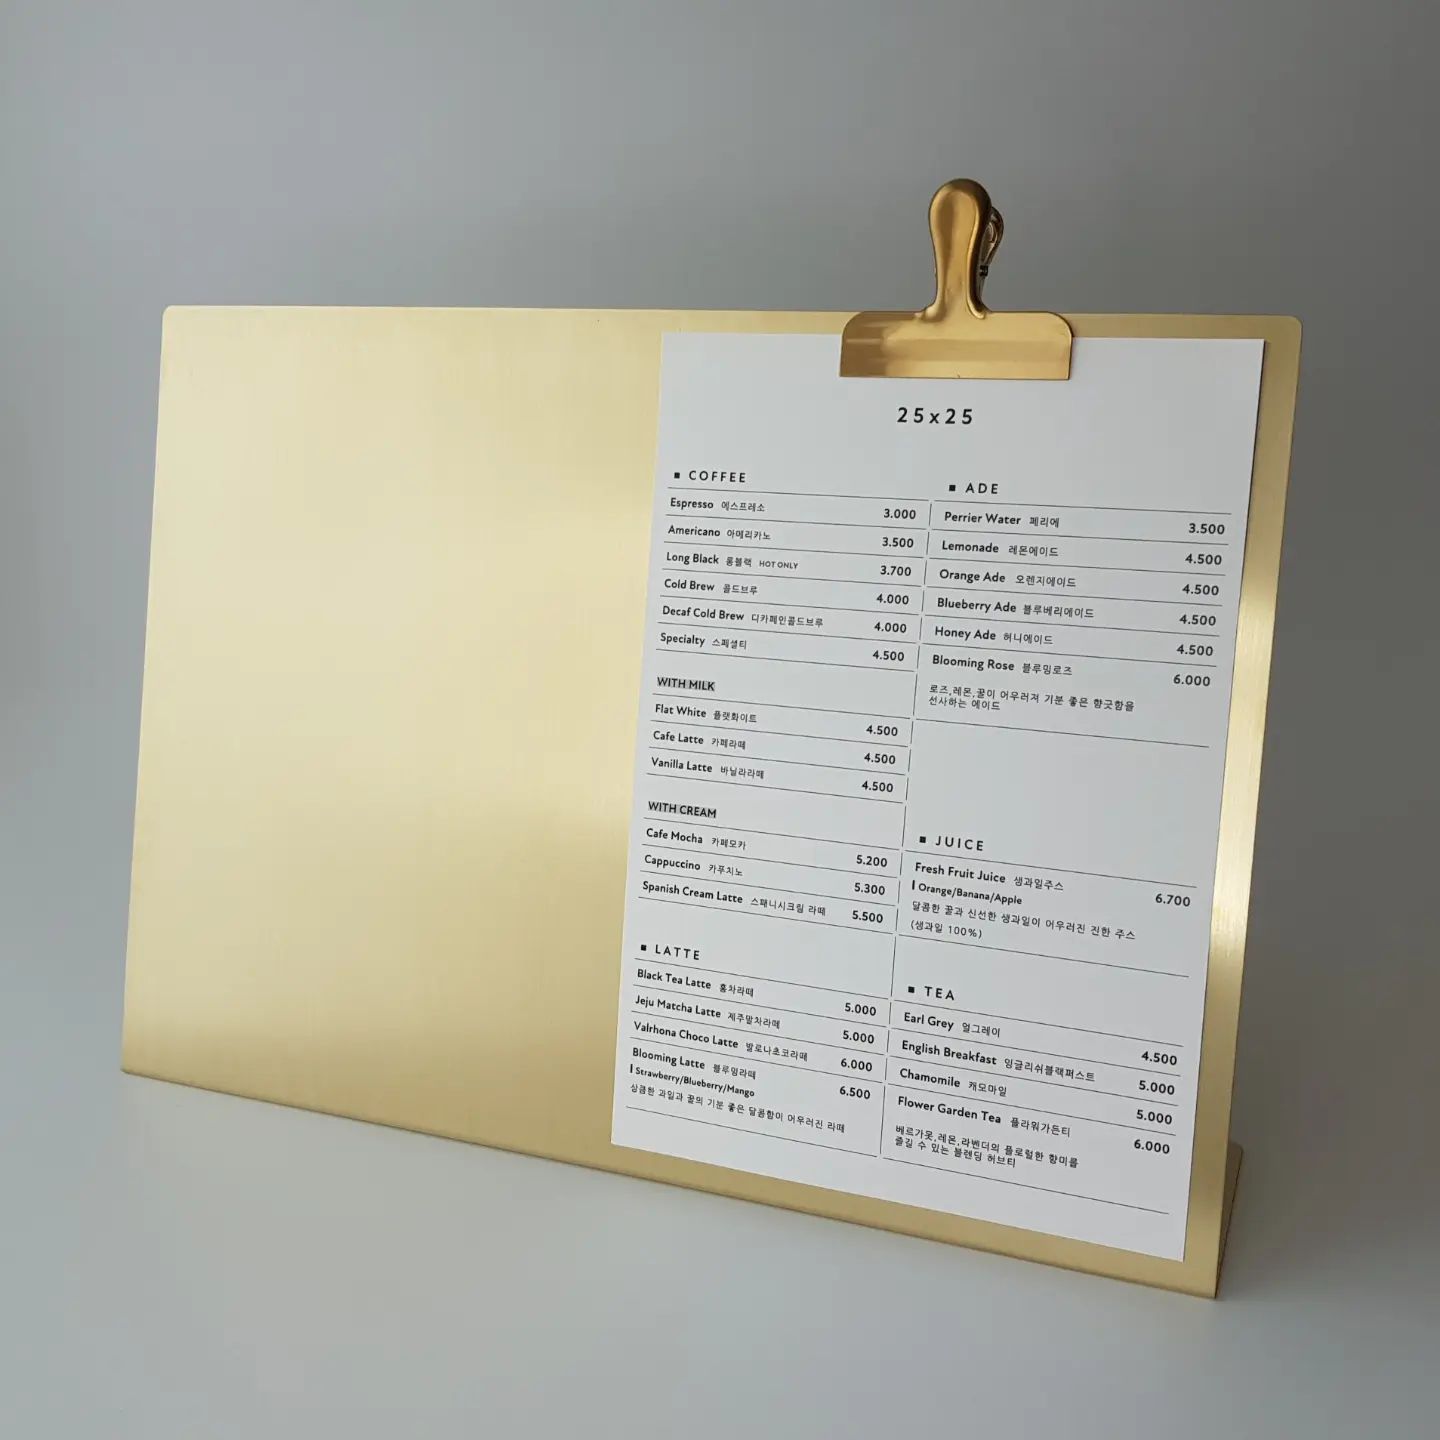 25x25
■ COFFEE
Espresso 에스프레소 3.000
Americano 아메리카노 3.500
Long Black 롱블랙 HOT ONLY 3.700
Cold Brew 콜드브루 4.000
Decaf Cold Brew 디카페인콜드브루 4.000
Specialty 스페셜티 4.500
WITH MILK
Flat White 플랫화이트 4.500
Cafe Latte 카페라떼 4.500
Vanilla Latte 바닐라라떼 4.500
WITH CREAM
Cafe Mocha 카페모카 5.200
Cappuccino 카푸치노 5.300
Spanish Cream Latte 스패니시크림 라떼 5.500
■ LATTE
Black Tea Latte 홍차라떼 5.000
Jeju Matcha Latte 제주말차라떼 5.000
Valrhona Choco Latte 발로나초코라떼 6.000
Blooming Latte 블루밍라떼 6.500
| Strawberry/Blueberry/Mango
상큼한 과일과 꿀의 기분 좋은 달콤함이 어우러진 라떼
■ ADE
Perrier Water 페리에 3.500
Lemonade 레몬에이드 4.500
Orange Ade 오렌지에이드 4.500
Blueberry Ade 블루베리에이드 4.500
Honey Ade 허니에이드 4.500
Blooming Rose 블루밍로즈 6.000
로즈,레몬,꿀이 어우러져 기분 좋은 향긋함을
선사하는 에이드
■ JUICE
Fresh Fruit Juice 생과일주스 6.700
| Orange/Banana/Apple
달콤한 꿀과 신선한 생과일이 어우러진 진한 주스
(생과일 100%)
■ TEA
Earl Grey 얼그레이 4.500
English Breakfast 잉글리쉬블랙퍼스트 5.000
Chamomile 캐모마일 5.000
Flower Garden Tea 플라워가든티 6.000
베르가못,레몬,라벤더의 플로럴한 향미를
즐길 수 있는 블렌딩 허브티